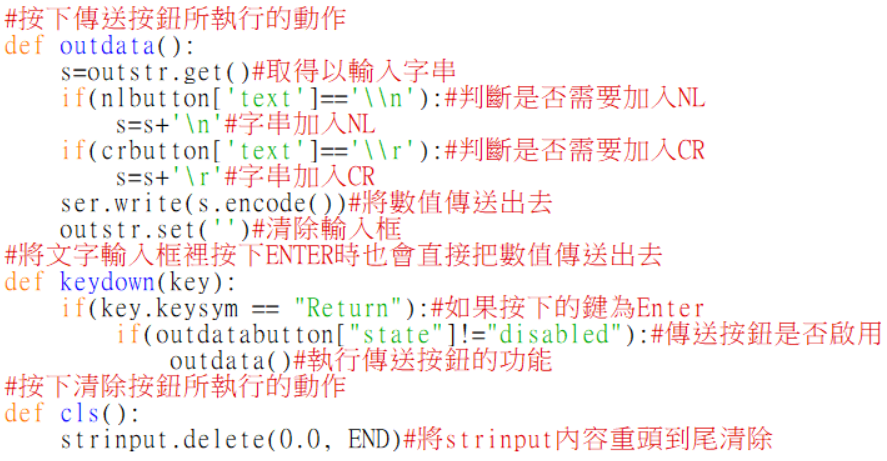 #按下傳送按鈕所執行的動作
def outdata():
    s=outstr.get()#取得以輸入字串
    if(nlbutton['text']=='\\n'):#判斷是否需要加入NL
        s=s+'\n'#字串加入NL
    if(crbutton['text']=='\\r'):#判斷是否需要加入CR
        s=s+'\r'#字串加入CR
    ser.write(s.encode())#將數值傳送出去
    outstr.set('')#清除輸入框
#將文字輸入框裡按下ENTER時也會直接把數值傳送出去
def keydown(key):
    if(key.keysym == "Return"):#如果按下的鍵為Enter
        if(outdatabutton["state"]!="disabled"):#傳送按鈕是否啟用
            outdata()#執行傳送按鈕的功能
#按下清除按鈕所執行的動作
def cls():
    strinput.delete(0.0, END)#將strinput內容重頭到尾清除